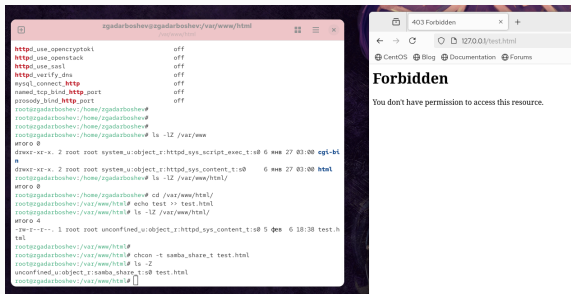 zgadarboshev@zgadarboshev:/var/www/html
/var/www/html
httpd_use_opencryptoki off
httpd_use_openstack off
httpd_use_sasl off
httpd_verify_dns off
mysql_connect_http off
named_tcp_bind_http_port off
prosody_bind_http_port off
root@zgadarboshev:/home/zgadarboshev#
root@zgadarboshev:/home/zgadarboshev#
root@zgadarboshev:/home/zgadarboshev#
root@zgadarboshev:/home/zgadarboshev# ls -lZ /var/www
итого 0
drwxr-xr-x. 2 root root system_u:object_r:httpd_sys_script_exec_t:s0 6 янв 27 03:00 cgi-bi
n
drwxr-xr-x. 2 root root system_u:object_r:httpd_sys_content_t:s0 6 янв 27 03:00 html
root@zgadarboshev:/home/zgadarboshev# ls -lZ /var/www/html/
итого 0
root@zgadarboshev:/home/zgadarboshev# cd /var/www/html/
root@zgadarboshev:/var/www/html# echo test >> test.html
root@zgadarboshev:/var/www/html# ls -lZ /var/www/html/
итого 4
-rw-r--r--. 1 root root unconfined_u:object_r:httpd_sys_content_t:s0 5 фев 6 18:38 test.h
tml
root@zgadarboshev:/var/www/html#
root@zgadarboshev:/var/www/html# chcon -t samba_share_t test.html
root@zgadarboshev:/var/www/html# ls -Z
unconfined_u:object_r:samba_share_t:s0 test.html
root@zgadarboshev:/var/www/html#
403 Forbidden
127.0.0.1/test.html
CentOS Blog Documentation Forums
Forbidden
You don't have permission to access this resource.